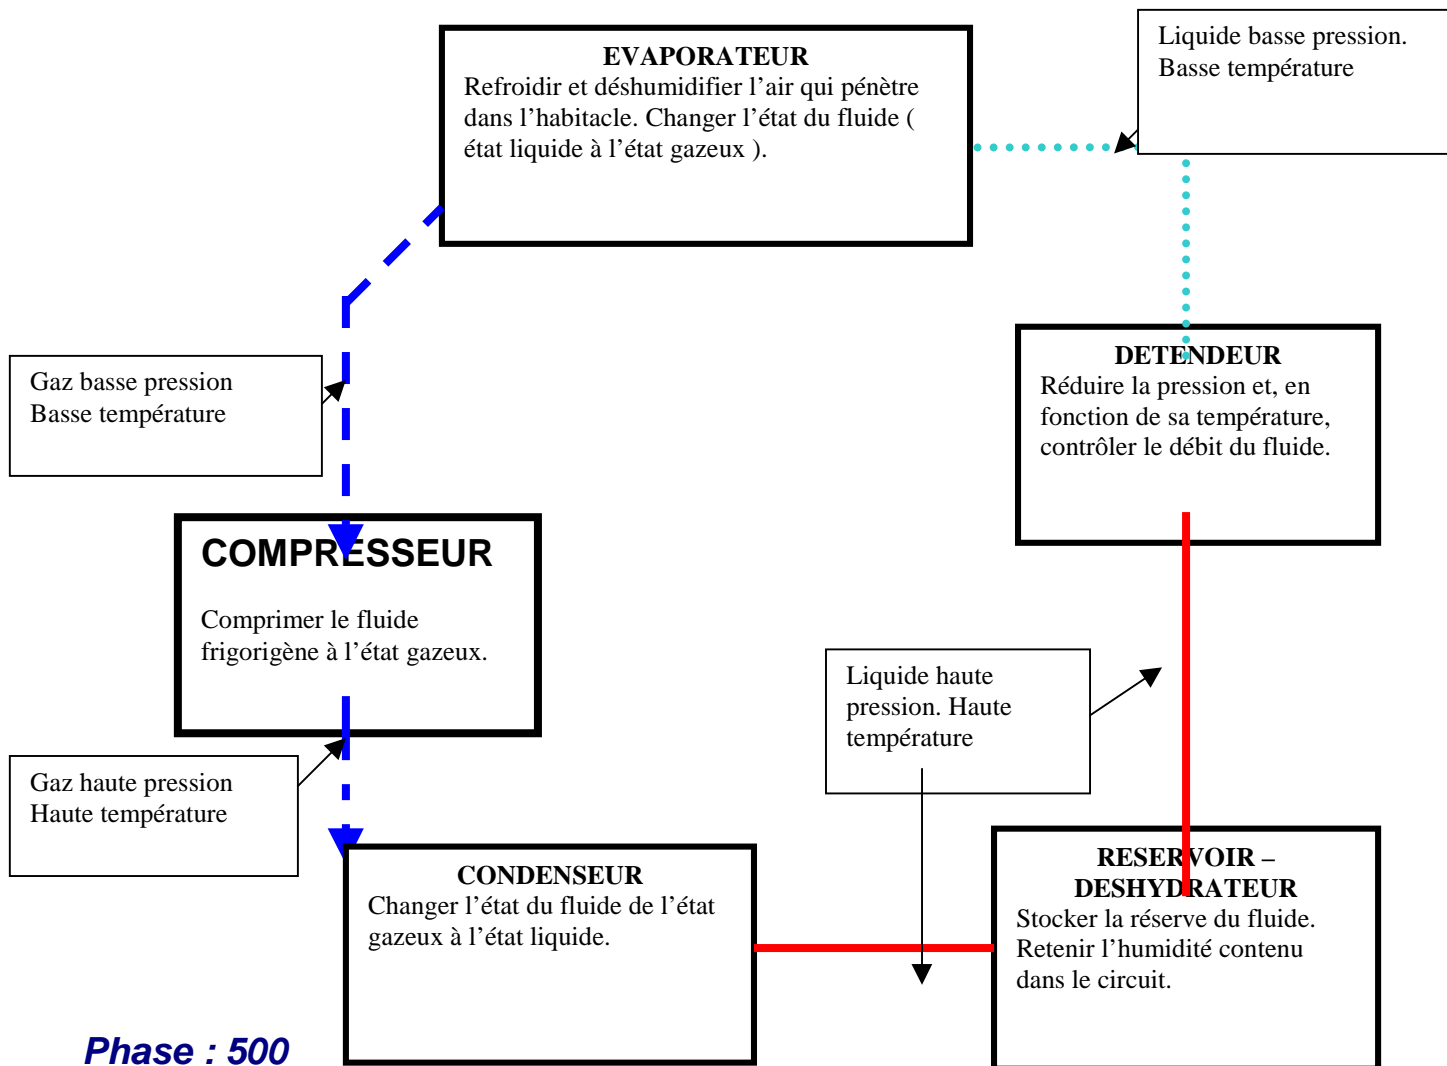 EVAPORATEUR
Refroidir et déshumidifier l’air qui pénètre
dans l’habitacle. Changer l’état du fluide (
état liquide à l’état gazeux ).
Liquide basse pression.
Basse température
DETENDEUR
Réduire la pression et, en
fonction de sa température,
contrôler le débit du fluide.
Gaz basse pression
Basse température
COMPRESSEUR
Comprimer le fluide
frigorigène à l’état gazeux.
Liquide haute
pression. Haute
température
Gaz haute pression
Haute température
CONDENSEUR
Changer l’état du fluide de l’état
gazeux à l’état liquide.
RESERVOIR –
DESHYDRATEUR
Stocker la réserve du fluide.
Retenir l’humidité contenu
dans le circuit.
Phase : 500